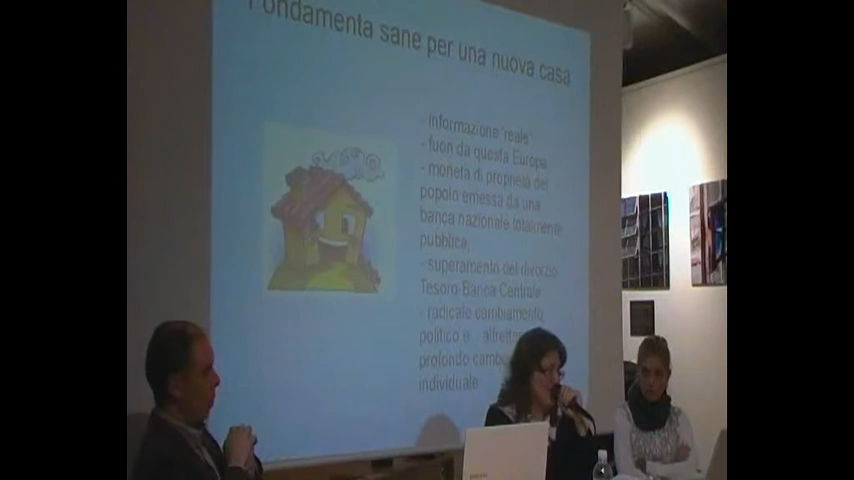 Fondamenta sane per una nuova casa
- informazione 'reale'
- fuori da questa Europa
- moneta di proprietà del
popolo emessa da una
banca nazionale totalmente
pubblica;
- superamento del divorzio
Tesoro-Banca Centrale
- radicale cambiamento
politico e
profondo
individuale